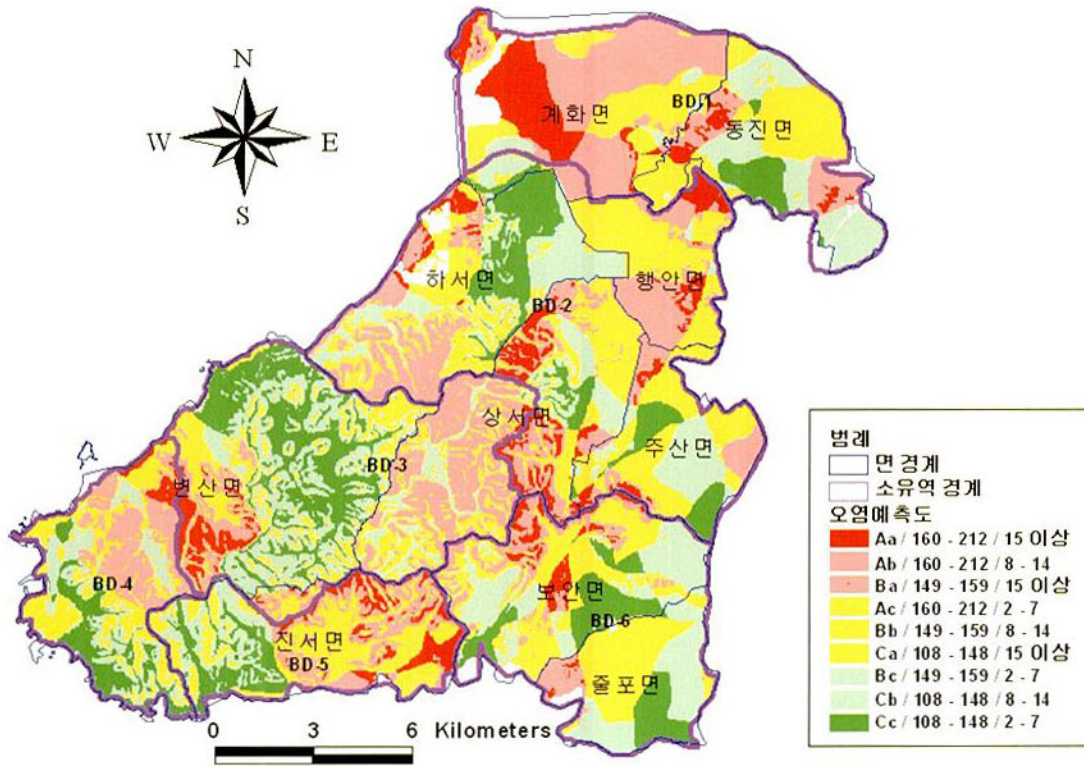 N
W
E
S
계화면
BD-1
동진면
하서면
행안면
BD-2
상서면
주산면
BD-3
변산면
BD-4
보안면
BD-6
진서면
BD-5
줄포면
0 3 6 Kilometers
범례
면 경계
소유역 경계
오염예측도
Aa / 160 - 212 / 15 이상
Ab / 160 - 212 / 8 - 14
Ba / 149 - 159 / 15 이상
Ac / 160 - 212 / 2 - 7
Bb / 149 - 159 / 8 - 14
Ca / 108 - 148 / 15 이상
Bc / 149 - 159 / 2 - 7
Cb / 108 - 148 / 8 - 14
Cc / 108 - 148 / 2 - 7